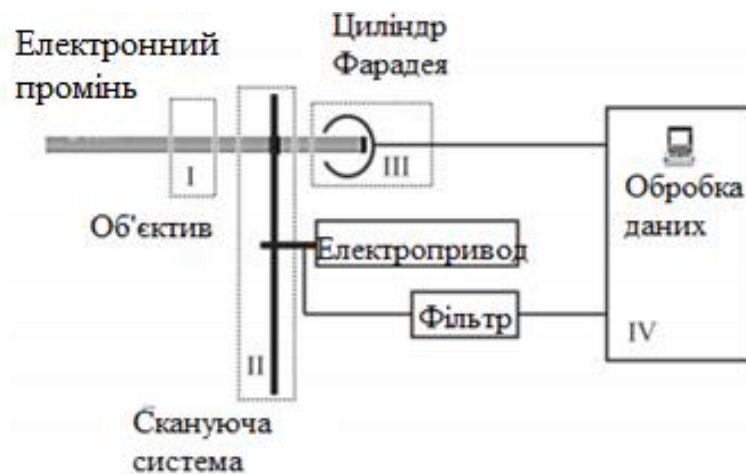 Електронний
промінь
Циліндр
Фарадея
I
III
Об'єктив
Обробка
даних
Електропривод
Фільтр
IV
II
Скануюча
система